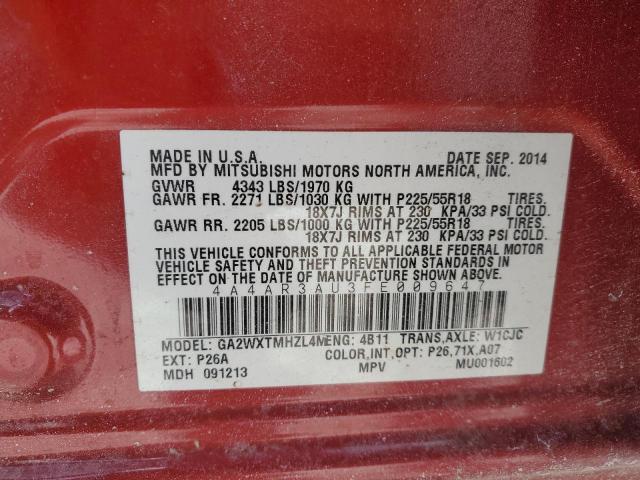 MADE IN U.S.A. DATE SEP. 2014
MFD BY MITSUBISHI MOTORS NORTH AMERICA, INC.
GVWR 4343 LBS/1970 KG
GAWR FR. 2271 LBS/1030 KG WITH P225/55R18 TIRES.
18X7J RIMS AT 230 KPA/33 PSI COLD.
GAWR RR. 2205 LBS/1000 KG WITH P225/55R18 TIRES.
18X7J RIMS AT 230 KPA/33 PSI COLD.
THIS VEHICLE CONFORMS TO ALL APPLICABLE FEDERAL MOTOR
VEHICLE SAFETY AND THEFT PREVENTION STANDARDS IN
EFFECT ON THE DATE OF MANUFACTURE SHOWN ABOVE.
4A4AR3AU3FE009647
MODEL: GA2WXTMHZL4M ENG: 4B11 TRANS,AXLE: W1CJC
EXT: P26A COLOR,INT,OPT: P26,71X,A07
MDH 091213 MPV MU001602